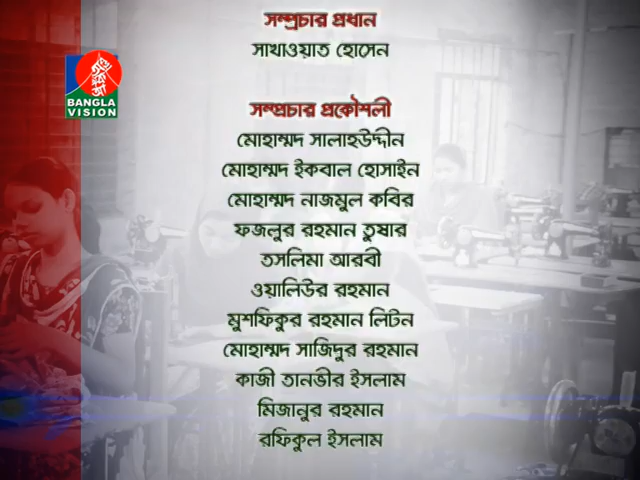 সম্প্রচার প্রধান
সাখাওয়াত হোসেন
BANGLA
VISION
সম্প্রচার প্রকৌশলী
মোহাম্মদ সালাহউদ্দীন
মোহাম্মদ ইকবাল হোসাইন
মোহাম্মদ নাজমুল কবির
ফজলুর রহমান তুষার
তসলিমা আরবী
ওয়ালিউর রহমান
মুশফিকুর রহমান লিটন
মোহাম্মদ সাজিদুর রহমান
কাজী তানভীর ইসলাম
মিজানুর রহমান
রফিকুল ইসলাম